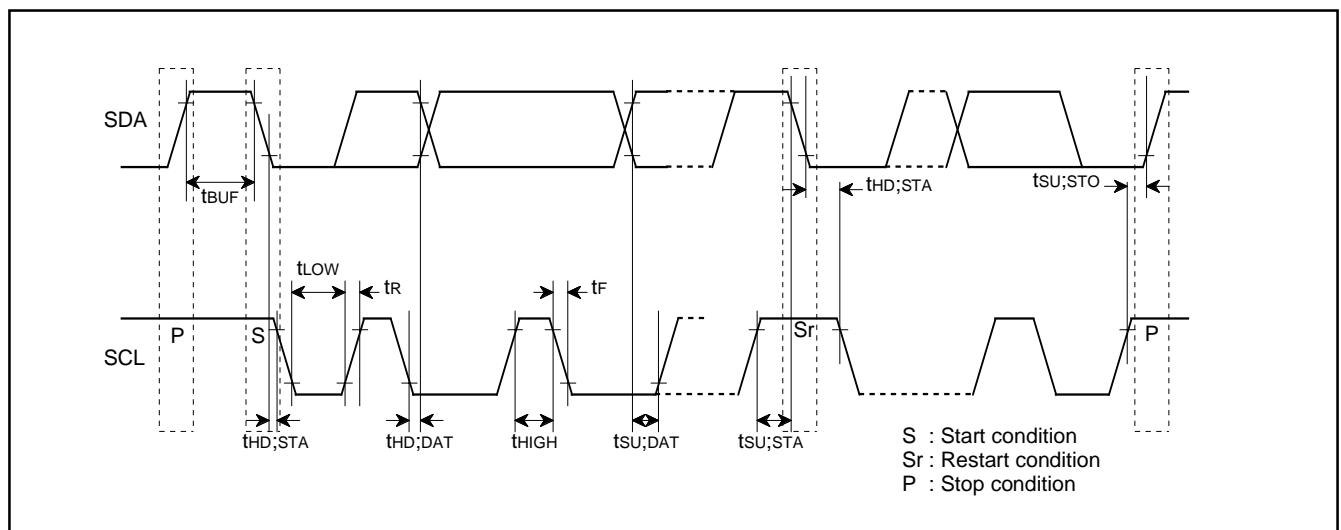 SDA
tBUF
tHD;STA
tSU;STO
tLOW
tR
tF
P
S
Sr
P
SCL
tHD;STA
tHD;DAT
tHIGH
tSU;DAT
tSU;STA
S : Start condition
Sr : Restart condition
P : Stop condition